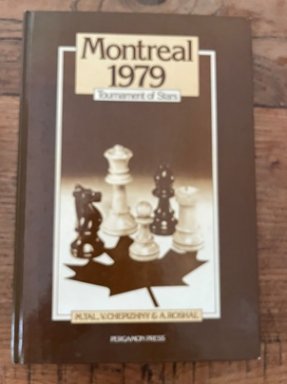 Montreal
1979
Tournament of Stars
M.TAL, V.CHEPIZHNY & A.ROSHAL
PERGAMON PRESS